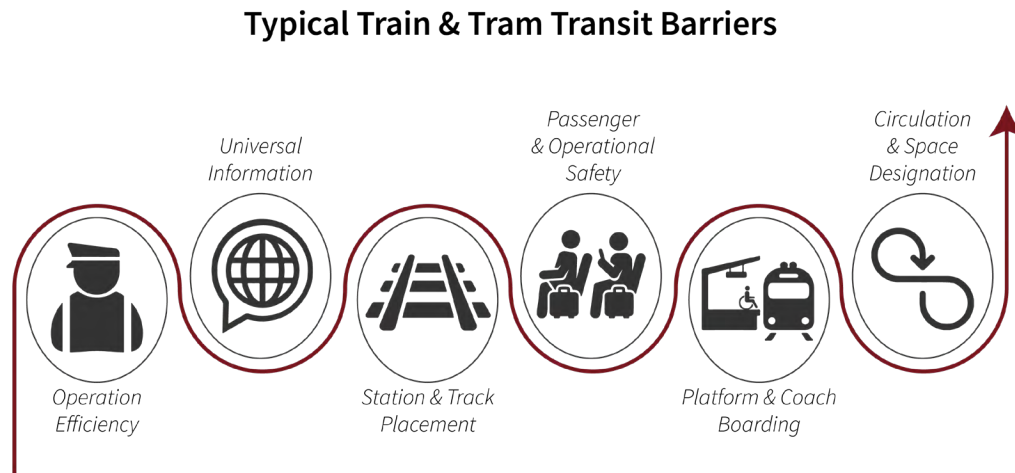 Typical Train & Tram Transit Barriers
Operation
Efficiency
Universal
Information
Station & Track
Placement
Passenger
& Operational
Safety
Platform & Coach
Boarding
Circulation
& Space
Designation